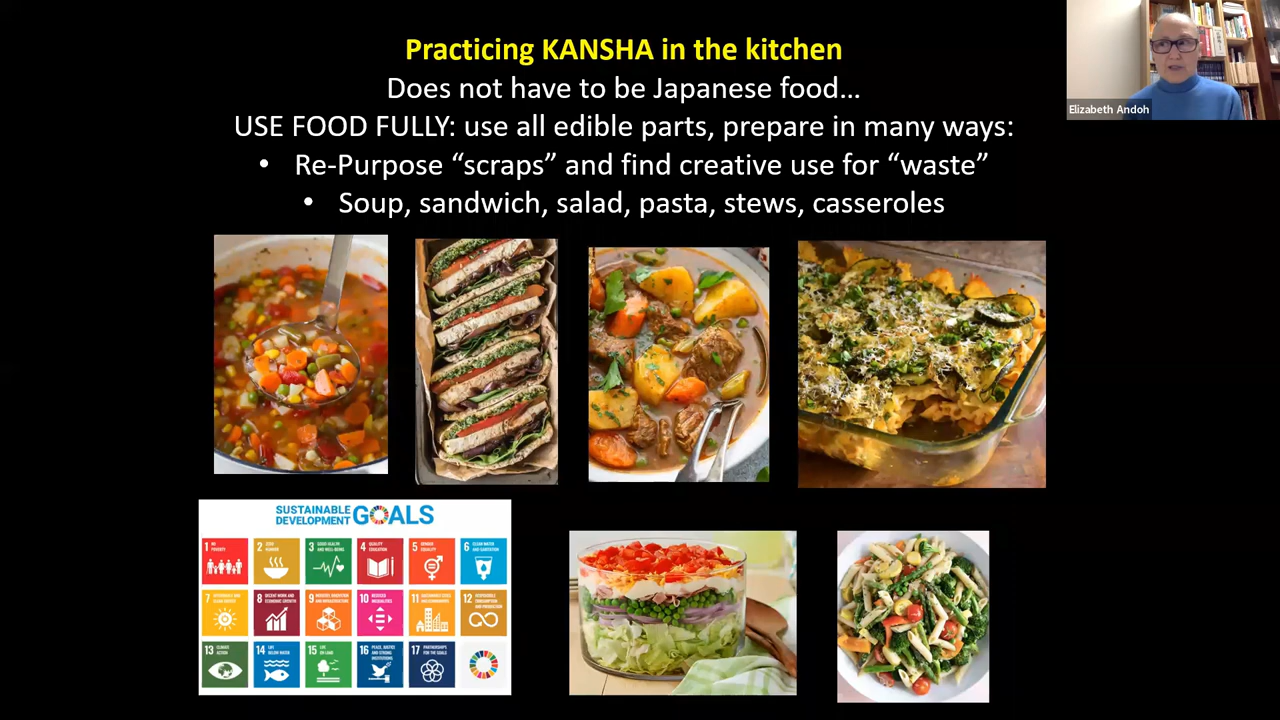 Practicing KANSHA in the kitchen
Does not have to be Japanese food…
USE FOOD FULLY: use all edible parts, prepare in many ways:
• Re-Purpose “scraps” and find creative use for “waste”
• Soup, sandwich, salad, pasta, stews, casseroles
Elizabeth Andoh
SUSTAINABLE
DEVELOPMENT GOALS
1 NO POVERTY
2 ZERO HUNGER
3 GOOD HEALTH AND WELL-BEING
4 QUALITY EDUCATION
5 GENDER EQUALITY
6 CLEAN WATER AND SANITATION
7 AFFORDABLE AND CLEAN ENERGY
8 DECENT WORK AND ECONOMIC GROWTH
9 INDUSTRY, INNOVATION AND INFRASTRUCTURE
10 REDUCED INEQUALITIES
11 SUSTAINABLE CITIES AND COMMUNITIES
12 RESPONSIBLE CONSUMPTION AND PRODUCTION
13 CLIMATE ACTION
14 LIFE BELOW WATER
15 LIFE ON LAND
16 PEACE, JUSTICE AND STRONG INSTITUTIONS
17 PARTNERSHIPS FOR THE GOALS